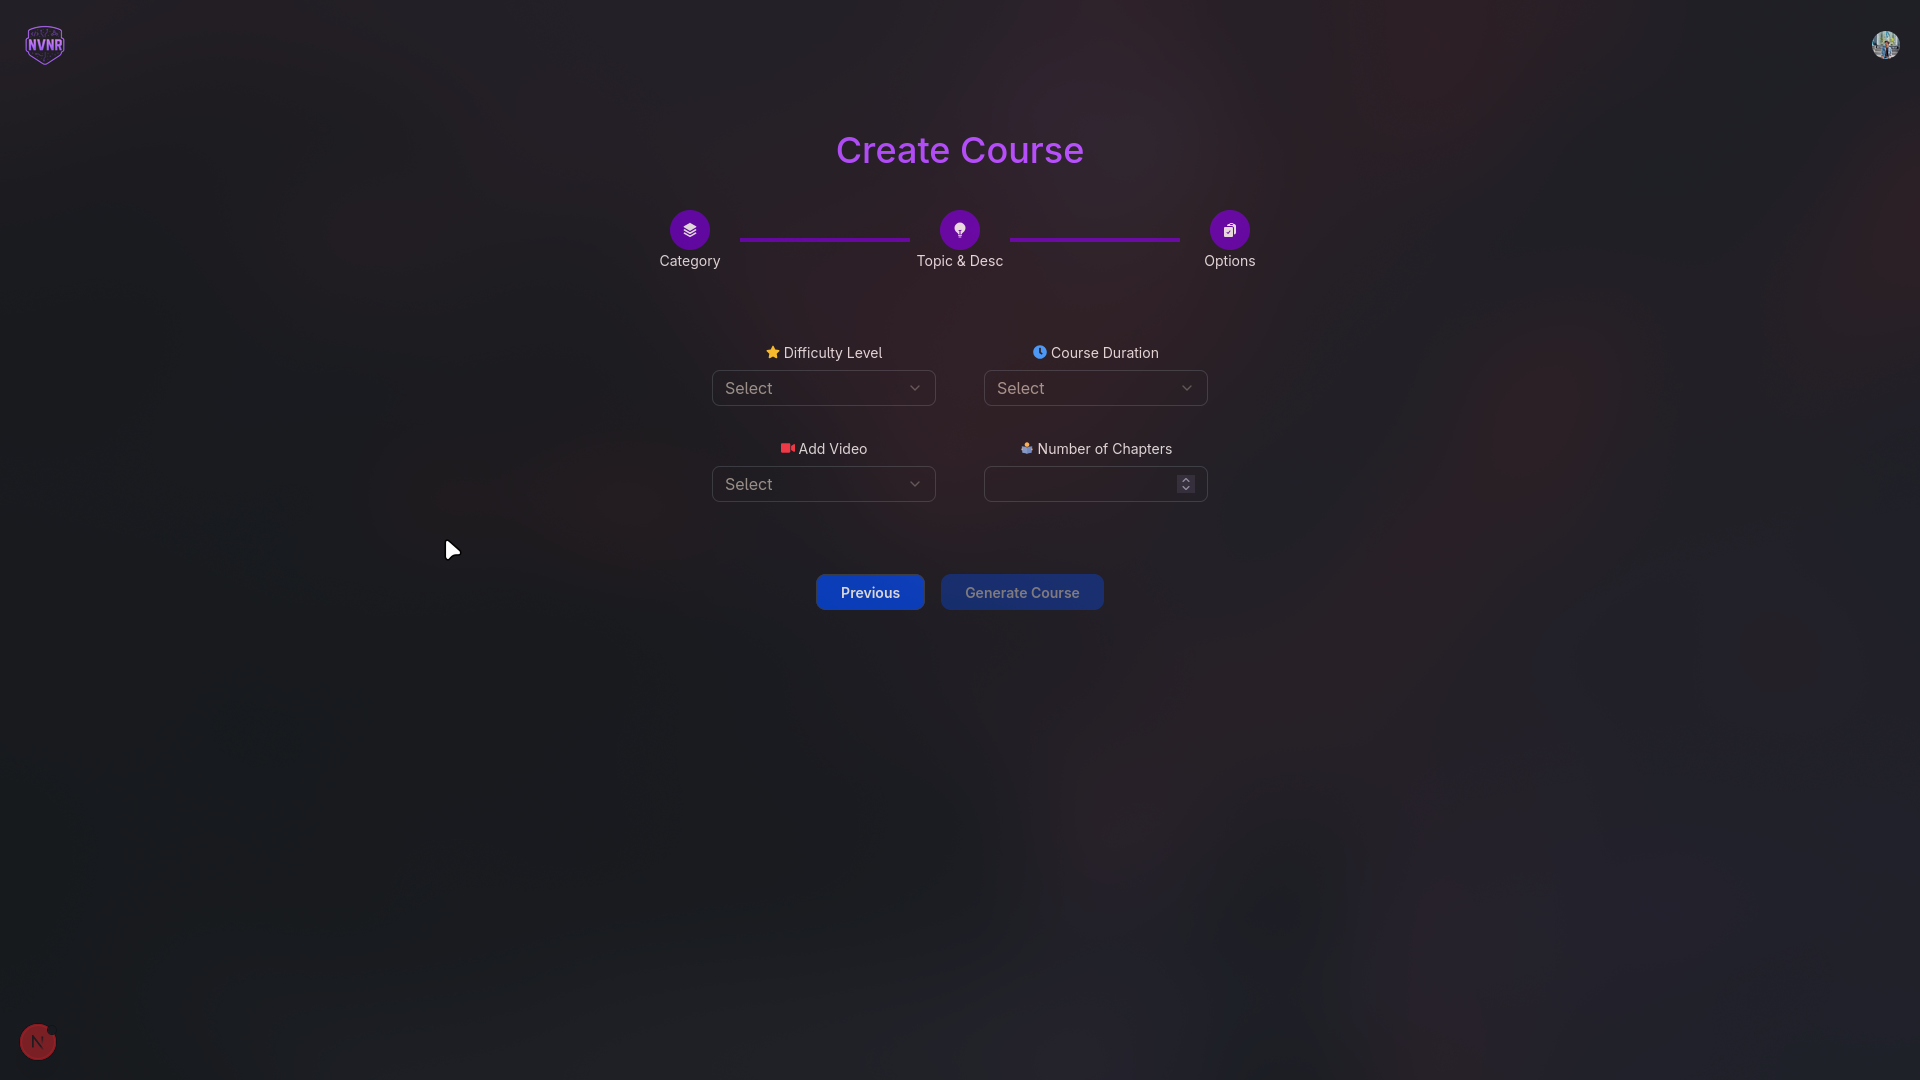 NVNR
Create Course
Category
Topic & Desc
Options
Difficulty Level
Course Duration
Select
Select
Add Video
Number of Chapters
Select
Previous
Generate Course
N